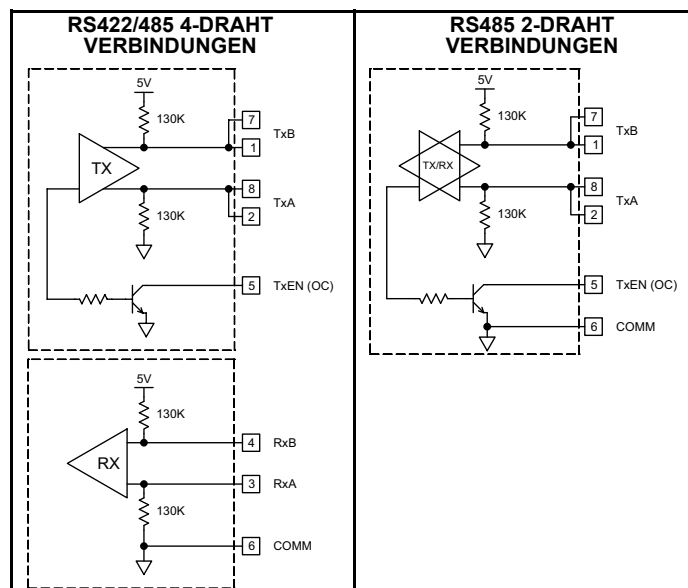 RS422/485 4-DRAHT
VERBINDUNGEN
5V
130K
7
TxB
1
TX
8
TxA
130K
2
5 TxEN (OC)
5V
130K
4 RxB
RX
3 RxA
130K
6 COMM
RS485 2-DRAHT
VERBINDUNGEN
5V
130K
7
TxB
1
TX/RX
8
TxA
130K
2
5 TxEN (OC)
6 COMM